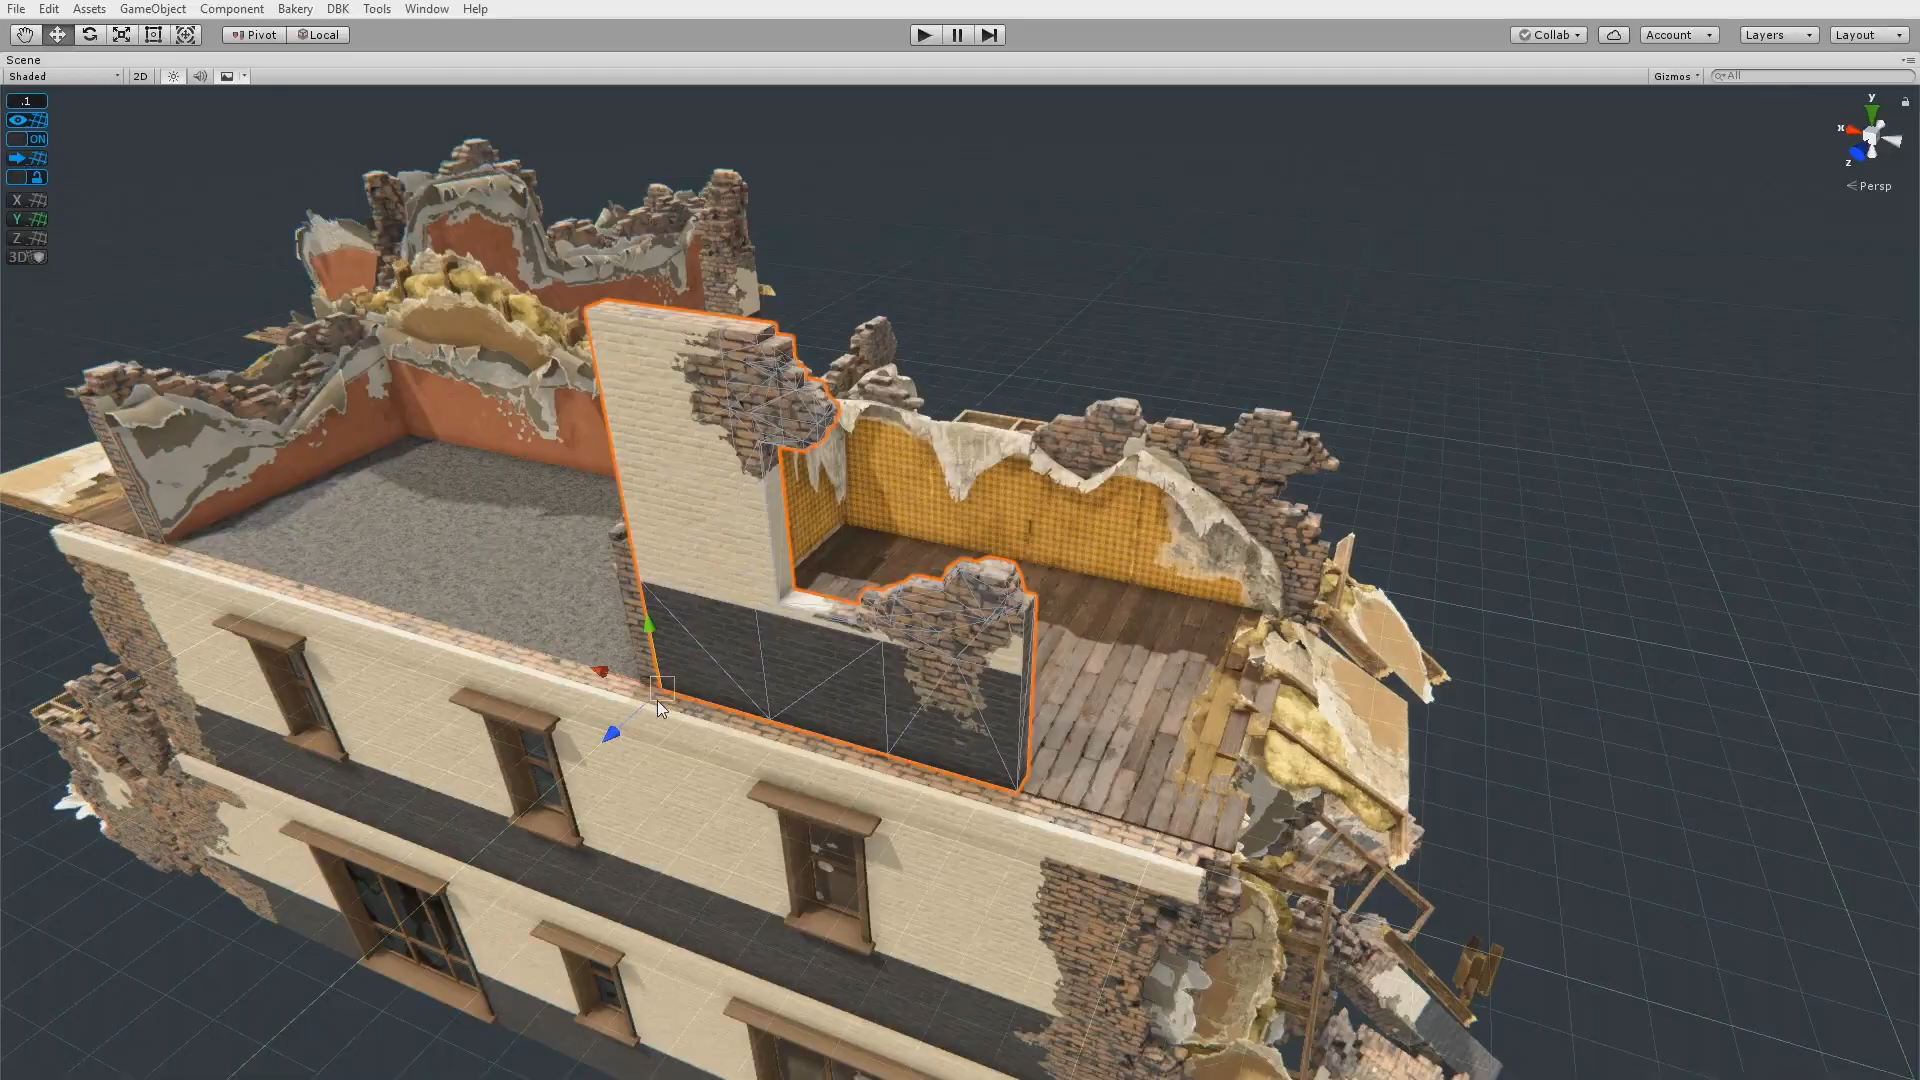 File Edit Assets GameObject Component Bakery DBK Tools Window Help
Pivot Local Collab Account Layers Layout
Scene
Shaded 2D Gizmos All
.1
ON
X
Y
Z
3D
y
x
z
Persp